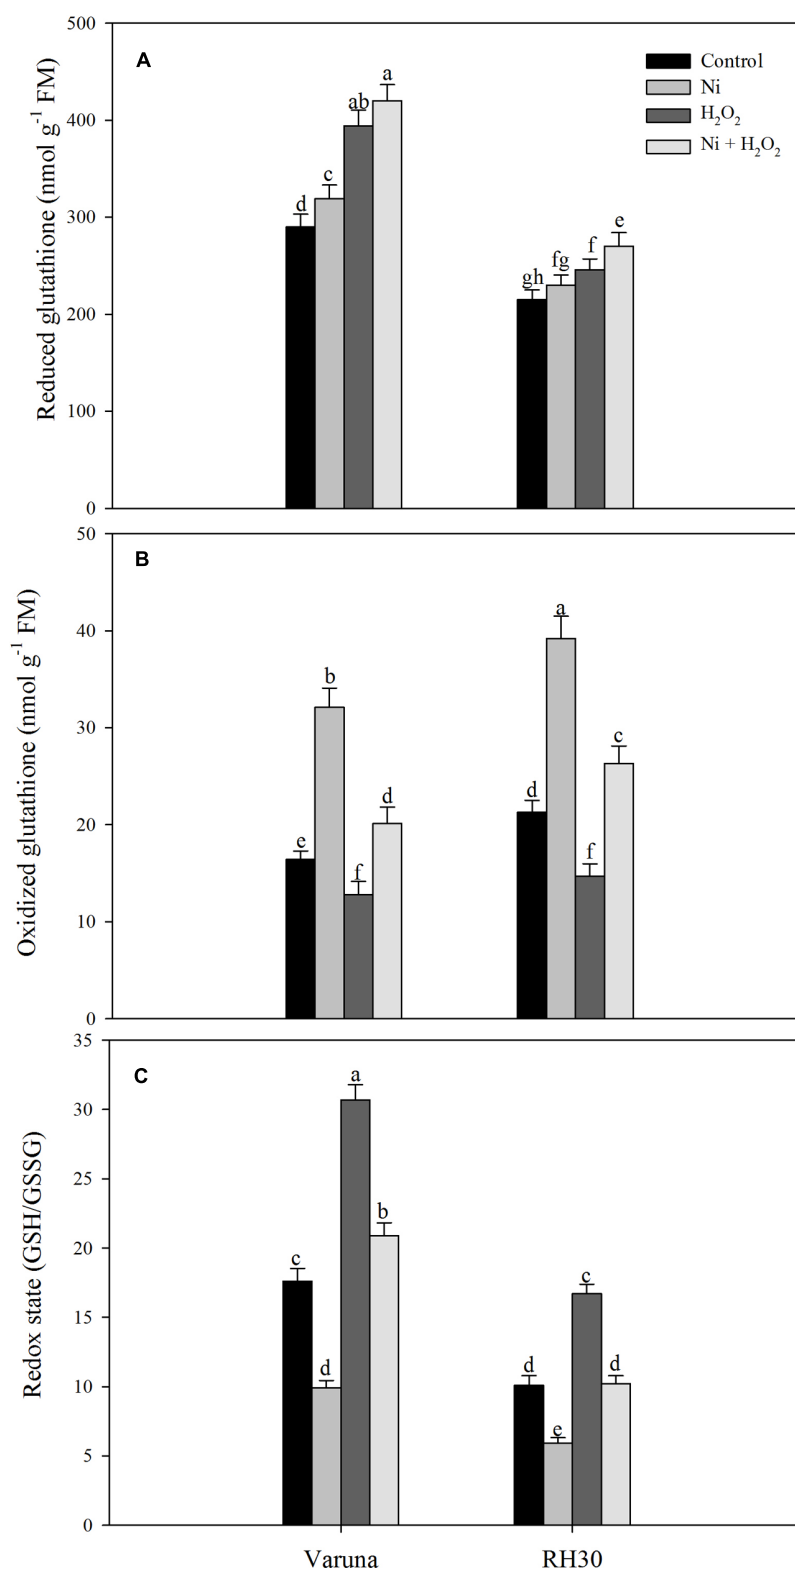 500
A
a
Control
Ni
ab
H₂O₂
400
Ni + H₂O₂
c
d
e
300
f
fg
gh
200
100
0
Reduced glutathione (nmol g⁻¹ FM)
50
B
a
40
b
c
30
d
d
20
e
f
f
10
0
Oxidized glutathione (nmol g⁻¹ FM)
35
C
a
30
25
b
20
c
c
15
d
d
d
10
e
5
0
Redox state (GSH/GSSG)
Varuna RH30